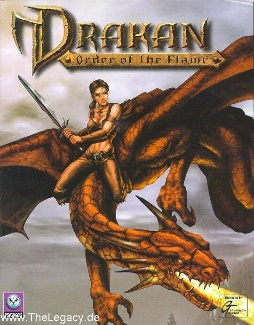 DRAKAN
Order of the Flame
www.TheLegacy.de